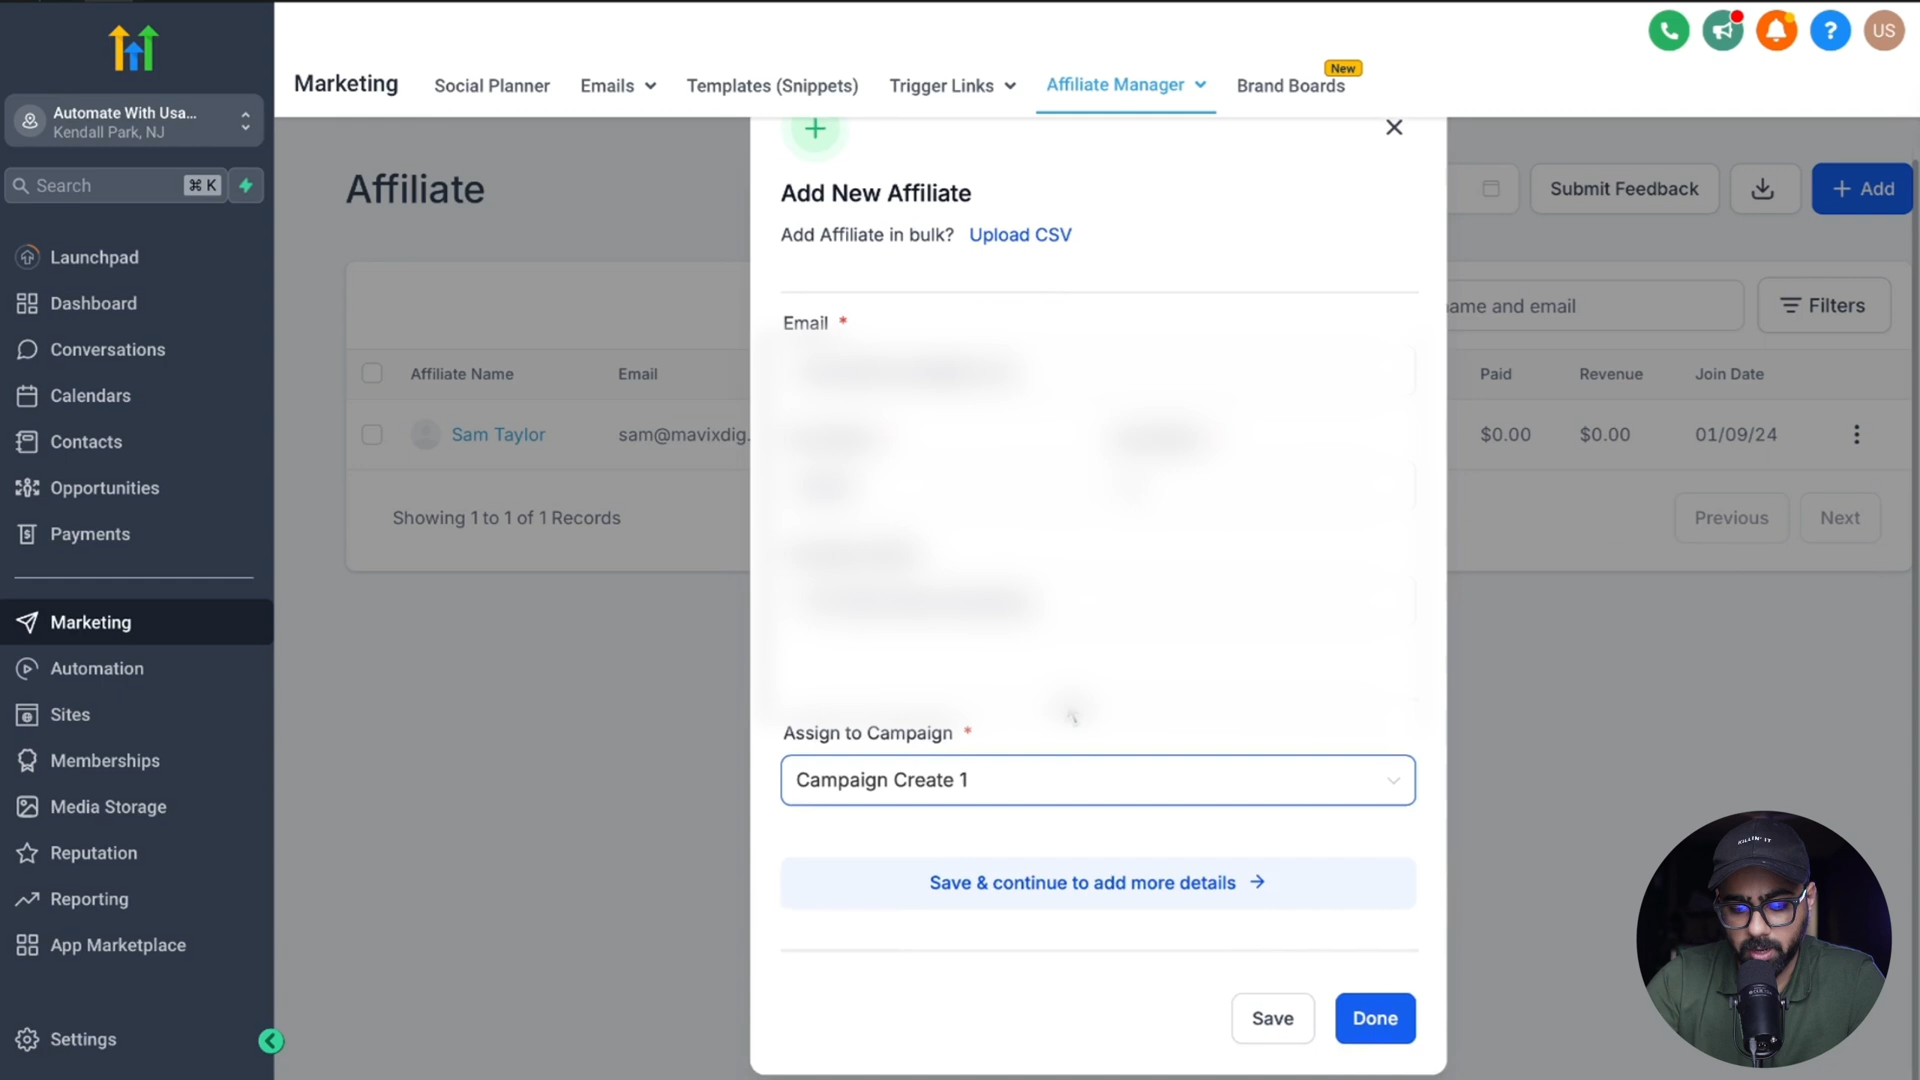 Automate With Usa...
Kendall Park, NJ
Search
⌘ K
Launchpad
Dashboard
Conversations
Calendars
Contacts
Opportunities
Payments
Marketing
Automation
Sites
Memberships
Media Storage
Reputation
Reporting
App Marketplace
Settings
Marketing
Social Planner
Emails
Templates (Snippets)
Trigger Links
Affiliate Manager
Brand Boards
New
?
US
Affiliate
Submit Feedback
+ Add
ame and email
Filters
Affiliate Name
Email
Paid
Revenue
Join Date
Sam Taylor
sam@mavixdig.
$0.00
$0.00
01/09/24
Showing 1 to 1 of 1 Records
Previous
Next
Add New Affiliate
Add Affiliate in bulk? Upload CSV
Email *
Assign to Campaign *
Campaign Create 1
Save & continue to add more details →
Save
Done
KILLIN' IT